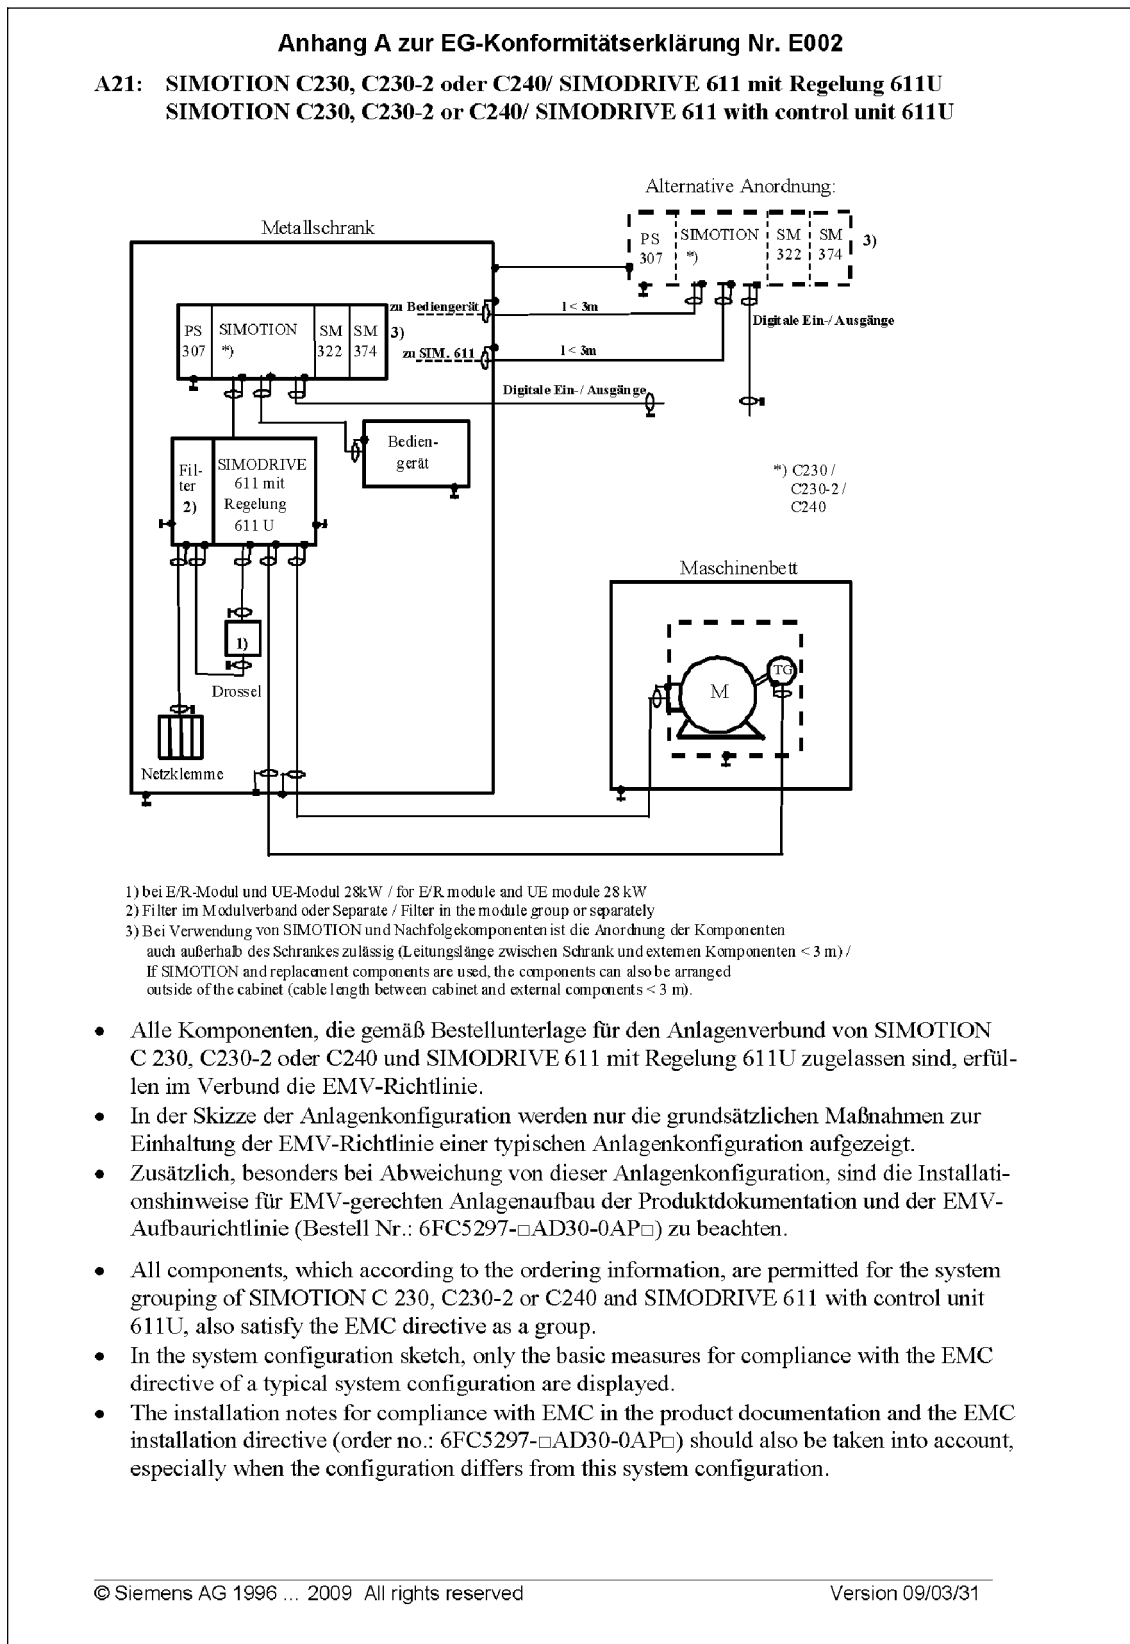 Anhang A zur EG-Konformitätserklärung Nr. E002
A21: SIMOTION C230, C230-2 oder C240/ SIMODRIVE 611 mit Regelung 611U
SIMOTION C230, C230-2 or C240/ SIMODRIVE 611 with control unit 611U
Alternative Anordnung:
PS
307
SIMOTION
*)
SM
322
SM
374
3)
Metallschrank
zu Bediengerät
l < 3m
Digitale Ein-/ Ausgänge
PS
307
SIMOTION
*)
SM
322
SM
374
3)
zu SIM. 611
l < 3m
Digitale Ein-/ Ausgänge
Bedien-
gerät
Fil-
ter
2)
SIMODRIVE
611 mit
Regelung
611 U
*) C230 /
C230-2 /
C240
Maschinenbett
1)
Drossel
M
TG
Netzklemme
1) bei E/R-Modul und UE-Modul 28kW / for E/R module and UE module 28 kW
2) Filter im Modulverband oder Separate / Filter in the module group or separately
3) Bei Verwendung von SIMOTION und Nachfolgekomponenten ist die Anordnung der Komponenten
auch außerhalb des Schrankes zulässig (Leitungslänge zwischen Schrank und externen Komponenten < 3 m) /
If SIMOTION and replacement components are used, the components can also be arranged
outside of the cabinet (cable length between cabinet and external components < 3 m).
• Alle Komponenten, die gemäß Bestellunterlage für den Anlagenverbund von SIMOTION
C 230, C230-2 oder C240 und SIMODRIVE 611 mit Regelung 611U zugelassen sind, erfül-
len im Verbund die EMV-Richtlinie.
• In der Skizze der Anlagenkonfiguration werden nur die grundsätzlichen Maßnahmen zur
Einhaltung der EMV-Richtlinie einer typischen Anlagenkonfiguration aufgezeigt.
• Zusätzlich, besonders bei Abweichung von dieser Anlagenkonfiguration, sind die Installati-
onshinweise für EMV-gerechten Anlagenaufbau der Produktdokumentation und der EMV-
Aufbaurichtlinie (Bestell Nr.: 6FC5297-□AD30-0AP□) zu beachten.
• All components, which according to the ordering information, are permitted for the system
grouping of SIMOTION C 230, C230-2 or C240 and SIMODRIVE 611 with control unit
611U, also satisfy the EMC directive as a group.
• In the system configuration sketch, only the basic measures for compliance with the EMC
directive of a typical system configuration are displayed.
• The installation notes for compliance with EMC in the product documentation and the EMC
installation directive (order no.: 6FC5297-□AD30-0AP□) should also be taken into account,
especially when the configuration differs from this system configuration.
© Siemens AG 1996 ... 2009 All rights reserved
Version 09/03/31